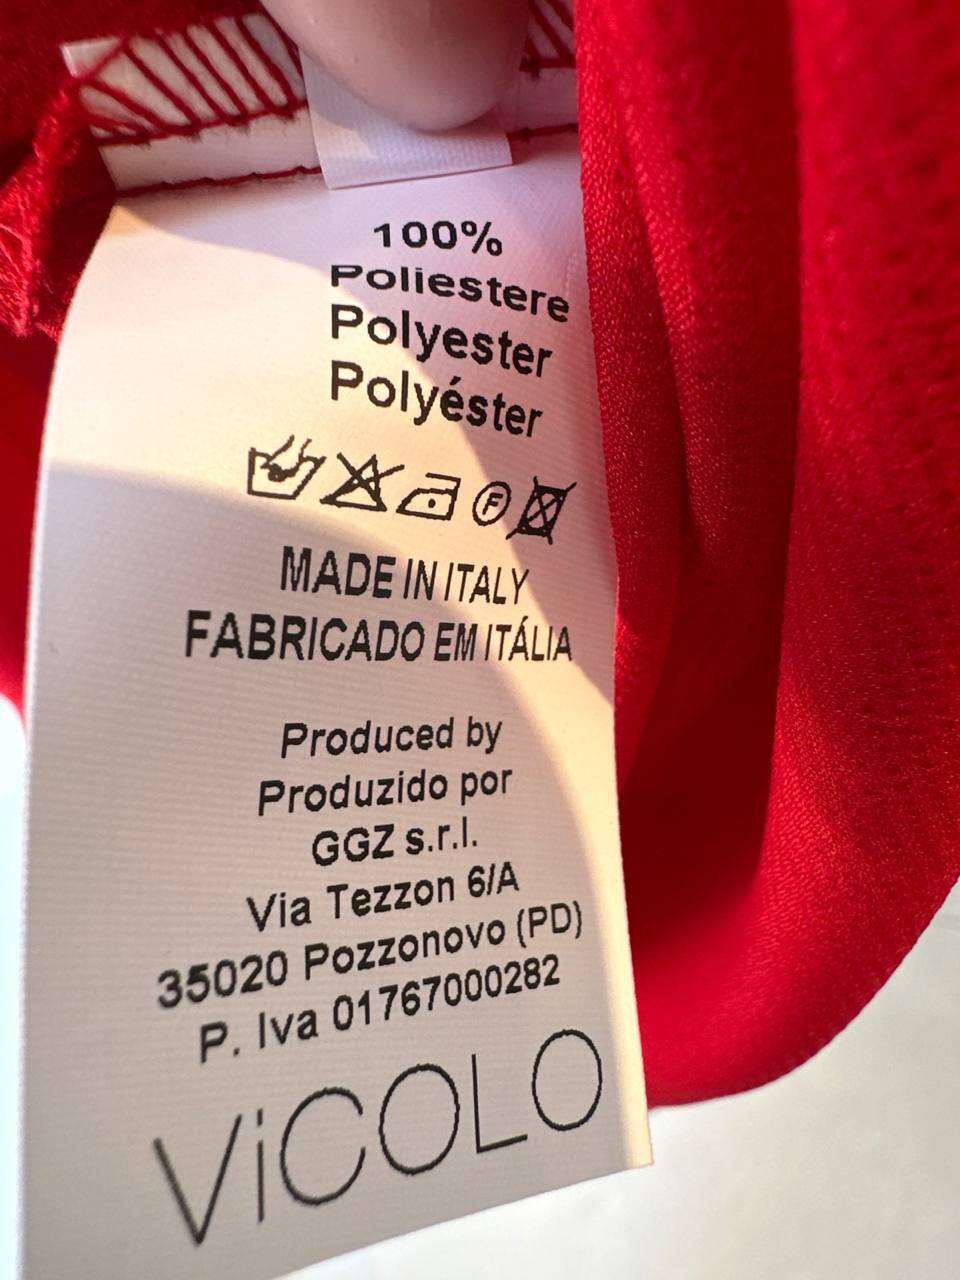 100%
Poliestere
Polyester
Polyéster
F
MADE IN ITALY
FABRICADO EM ITÁLIA
Produced by
Produzido por
GGZ s.r.l.
Via Tezzon 6/A
35020 Pozzonovo (PD)
P. Iva 01767000282
ViCOLO